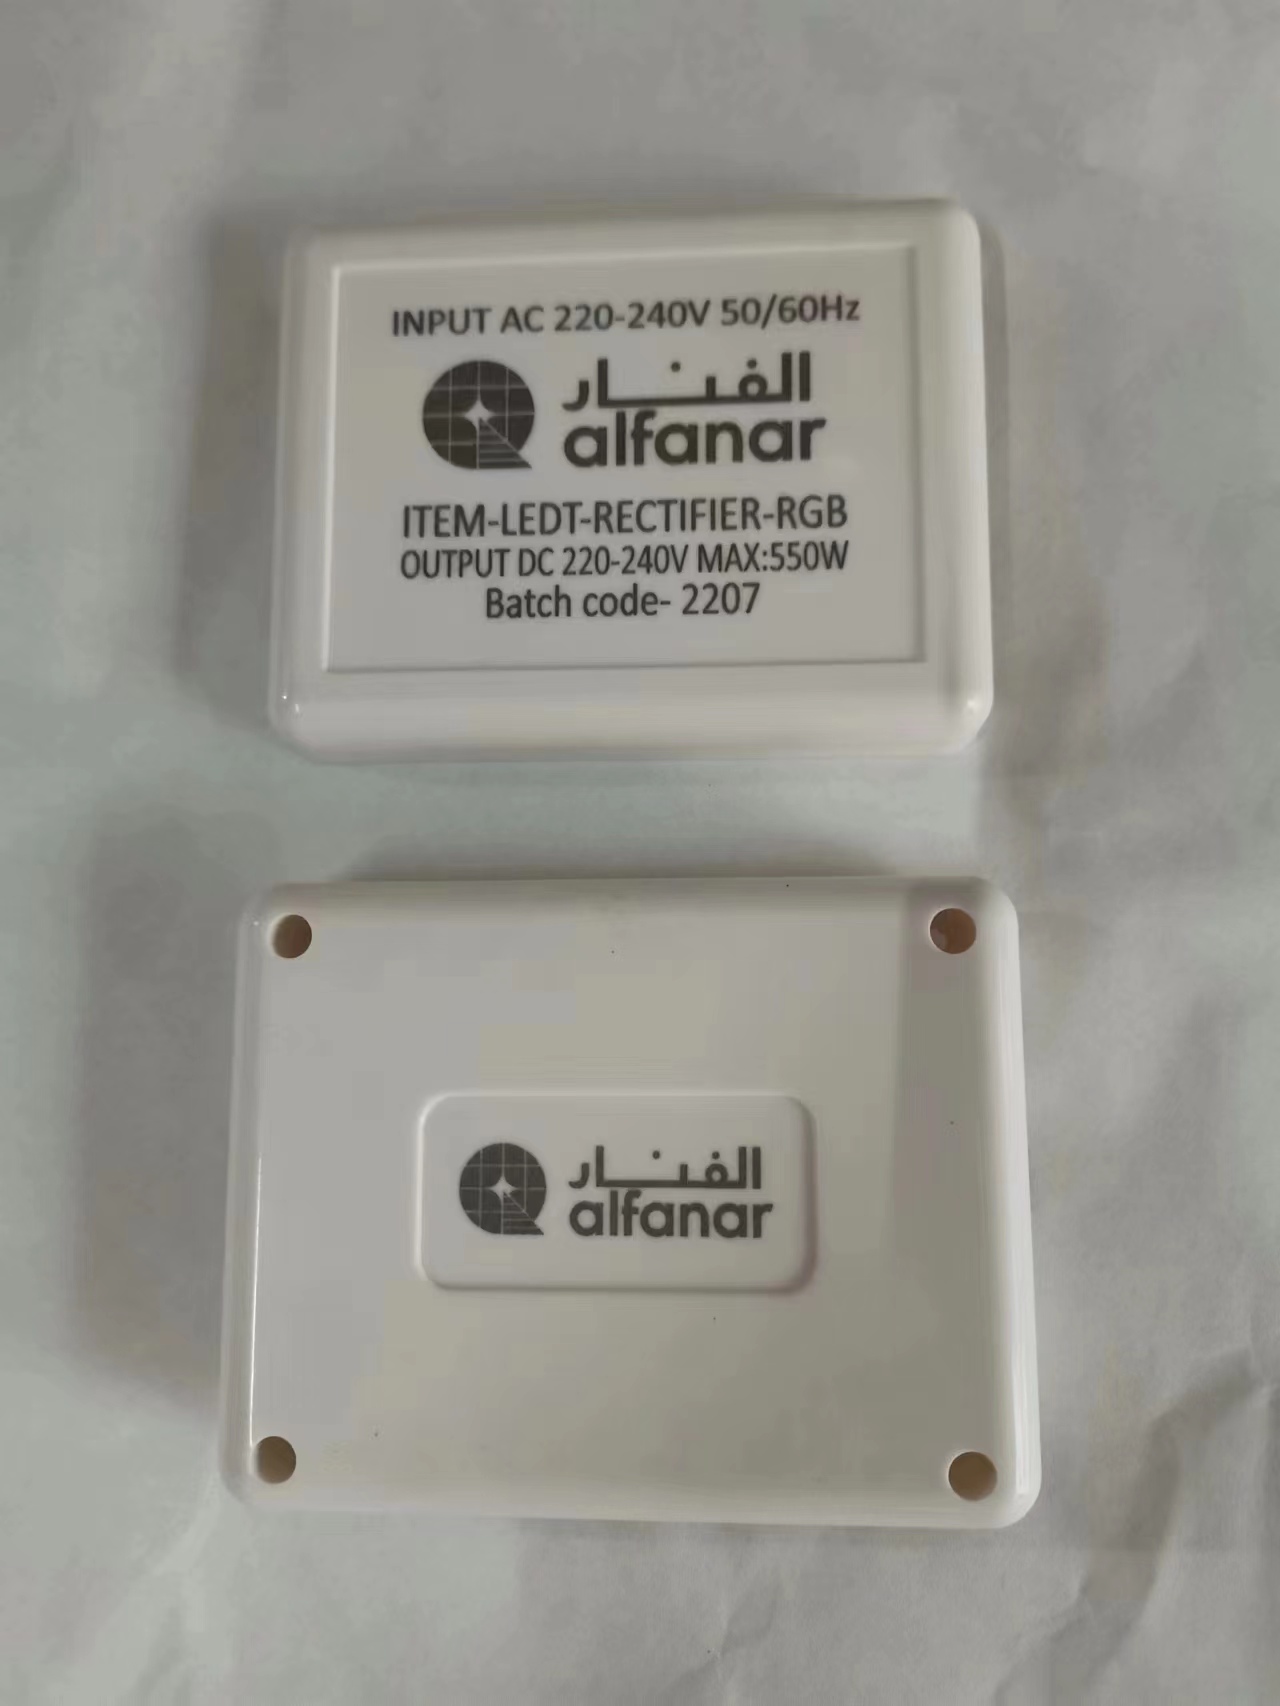 INPUT AC 220-240V 50/60Hz
الفنار
alfanar
ITEM-LEDT-RECTIFIER-RGB
OUTPUT DC 220-240V MAX:550W
Batch code- 2207
الفنار
alfanar